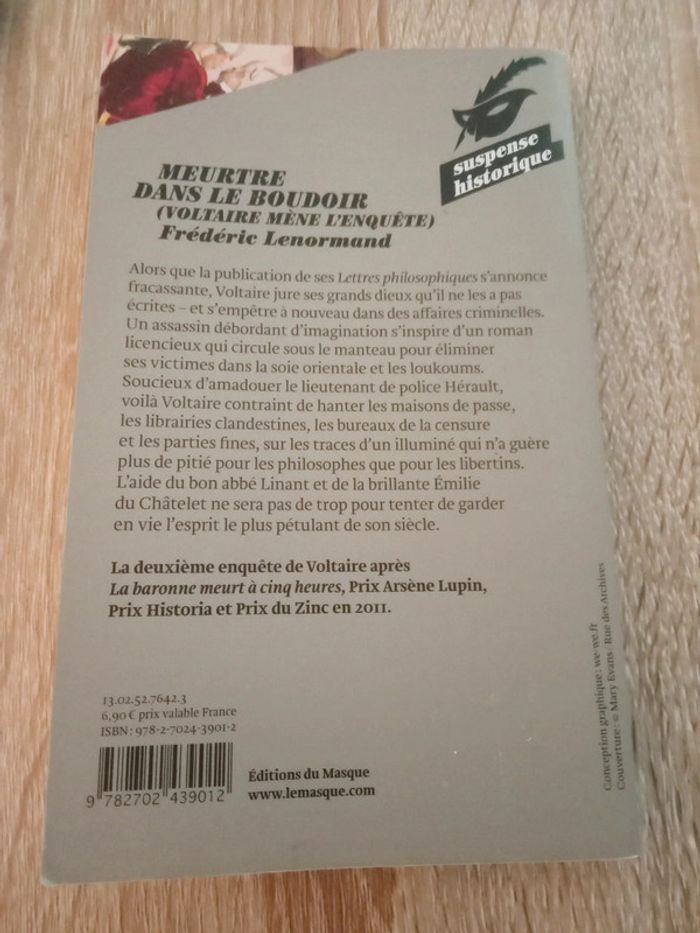 suspense
historique
MEURTRE
DANS LE BOUDOIR
(VOLTAIRE MÈNE L'ENQUÊTE)
Frédéric Lenormand
Alors que la publication de ses Lettres philosophiques s'annonce
fracassante, Voltaire jure ses grands dieux qu'il ne les a pas
écrites – et s'empêtre à nouveau dans des affaires criminelles.
Un assassin débordant d'imagination s'inspire d'un roman
licencieux qui circule sous le manteau pour éliminer
ses victimes dans la soie orientale et les loukoums.
Soucieux d'amadouer le lieutenant de police Hérault,
voilà Voltaire contraint de hanter les maisons de passe,
les librairies clandestines, les bureaux de la censure
et les parties fines, sur les traces d'un illuminé qui n'a guère
plus de pitié pour les philosophes que pour les libertins.
L'aide du bon abbé Linant et de la brillante Émilie
du Châtelet ne sera pas de trop pour tenter de garder
en vie l'esprit le plus pétulant de son siècle.
La deuxième enquête de Voltaire après
La baronne meurt à cinq heures, Prix Arsène Lupin,
Prix Historia et Prix du Zinc en 2011.
13.02.52.7642.3
6,90 € prix valable France
ISBN : 978-2-7024-3901-2
9 782702 439012
Éditions du Masque
www.lemasque.com
Conception graphique : we-we.fr
Couverture : © Mary Evans / Rue des Archives